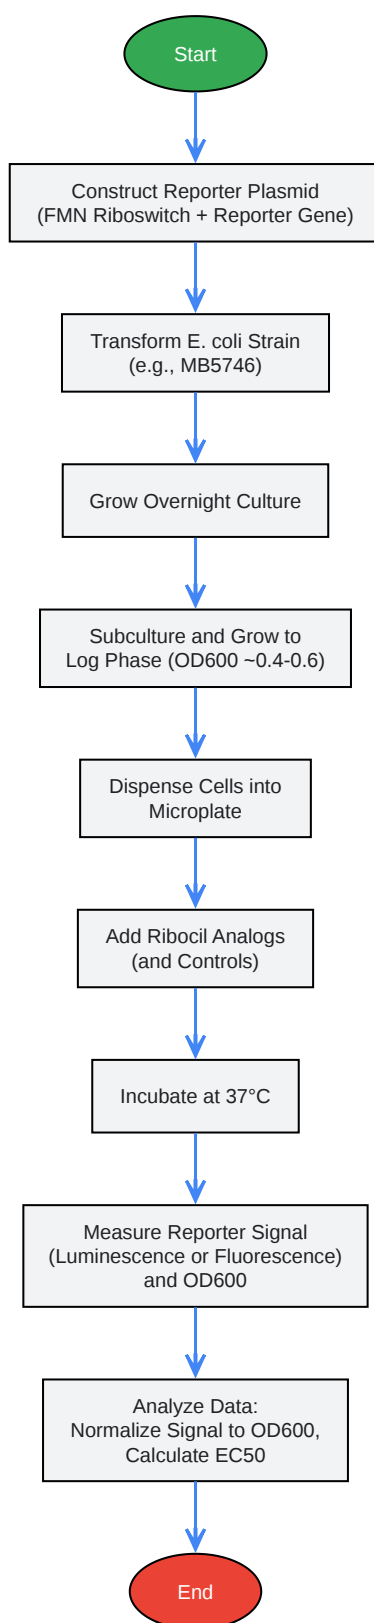 Start
Construct Reporter Plasmid
(FMN Riboswitch + Reporter Gene)
Transform E. coli Strain
(e.g., MB5746)
Grow Overnight Culture
Subculture and Grow to
Log Phase (OD600 ~0.4-0.6)
Dispense Cells into
Microplate
Add Ribocil Analogs
(and Controls)
Incubate at 37°C
Measure Reporter Signal
(Luminescence or Fluorescence)
and OD600
Analyze Data:
Normalize Signal to OD600,
Calculate EC50
End